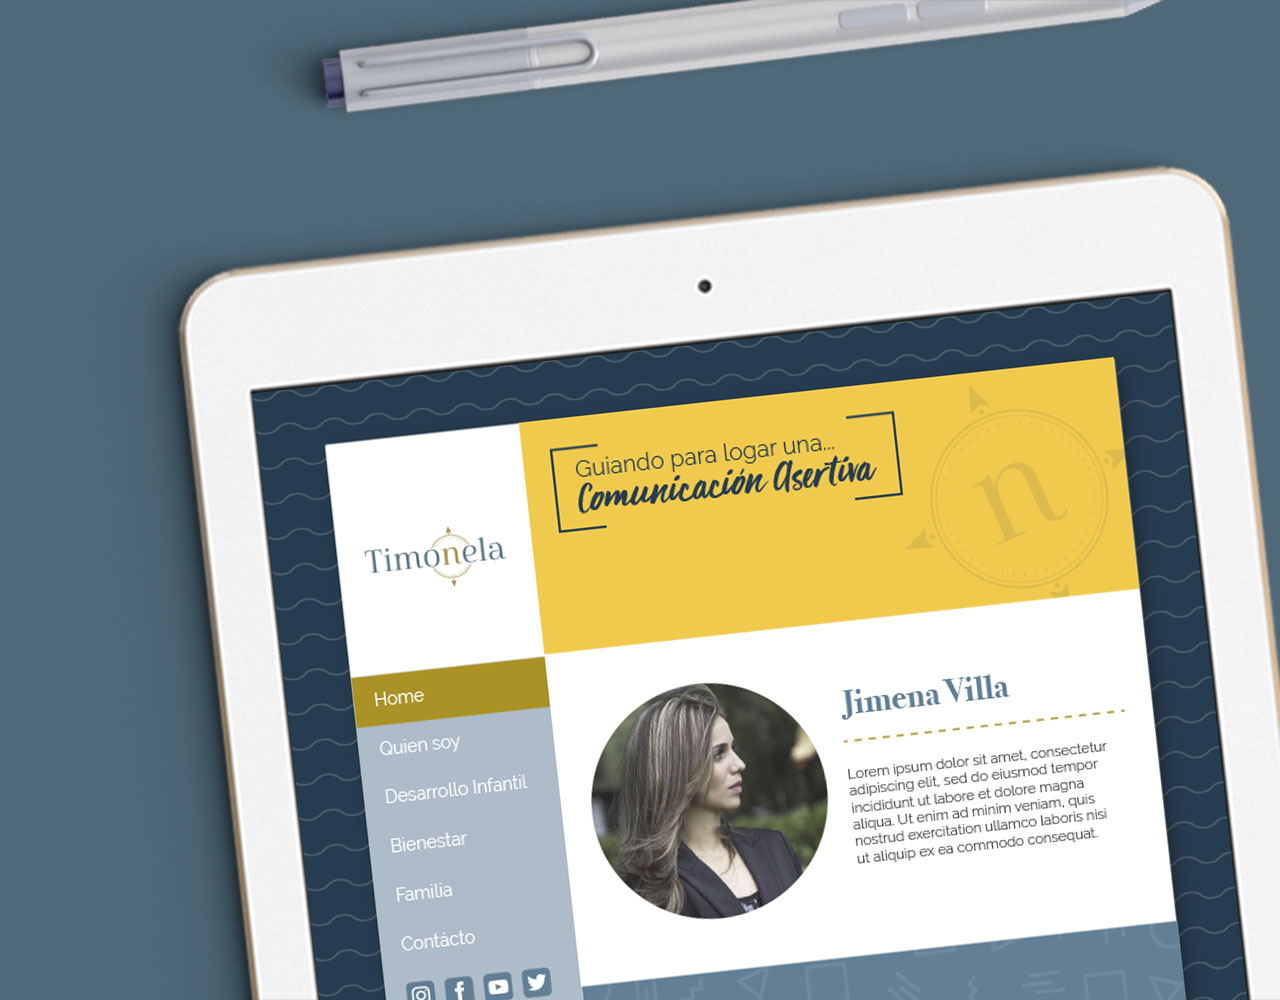 Guiando para logar una...
Comunicación Asertiva
n
Timonela
Home
Quien soy
Desarrollo Infantil
Bienestar
Familia
Contácto
Jimena Villa
Lorem ipsum dolor sit amet, consectetur
adipiscing elit, sed do eiusmod tempor
incididunt ut labore et dolore magna
aliqua. Ut enim ad minim veniam, quis
nostrud exercitation ullamco laboris nisi
ut aliquip ex ea commodo consequat.